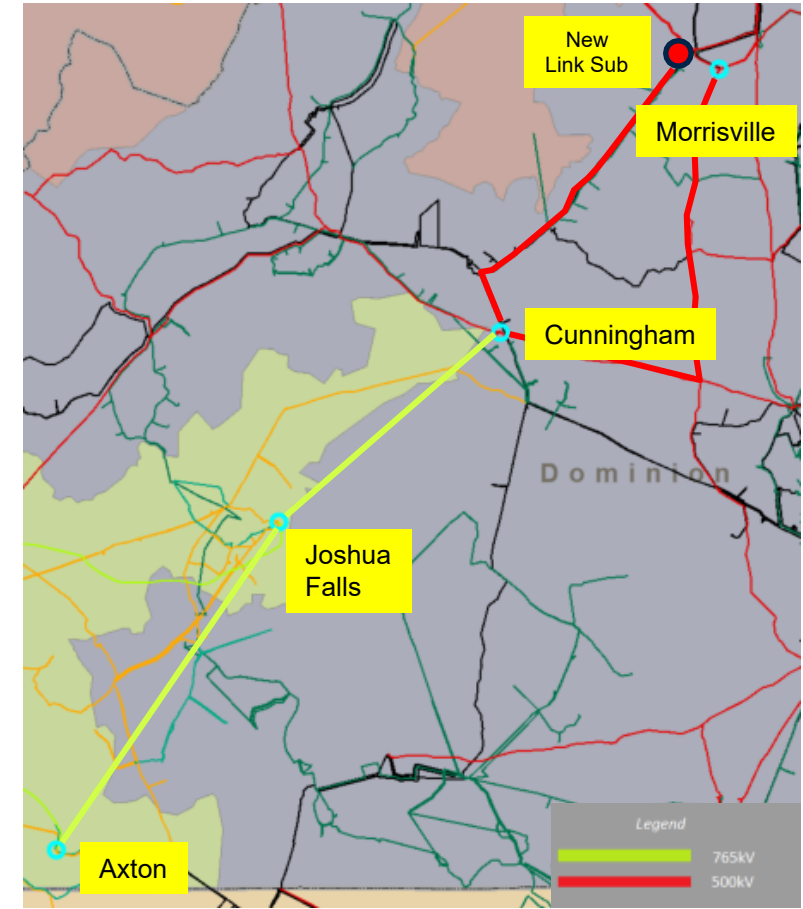 New
Link Sub
Morrisville
Cunningham
Dominion
Joshua
Falls
Axton
Legend
765kV
500kV